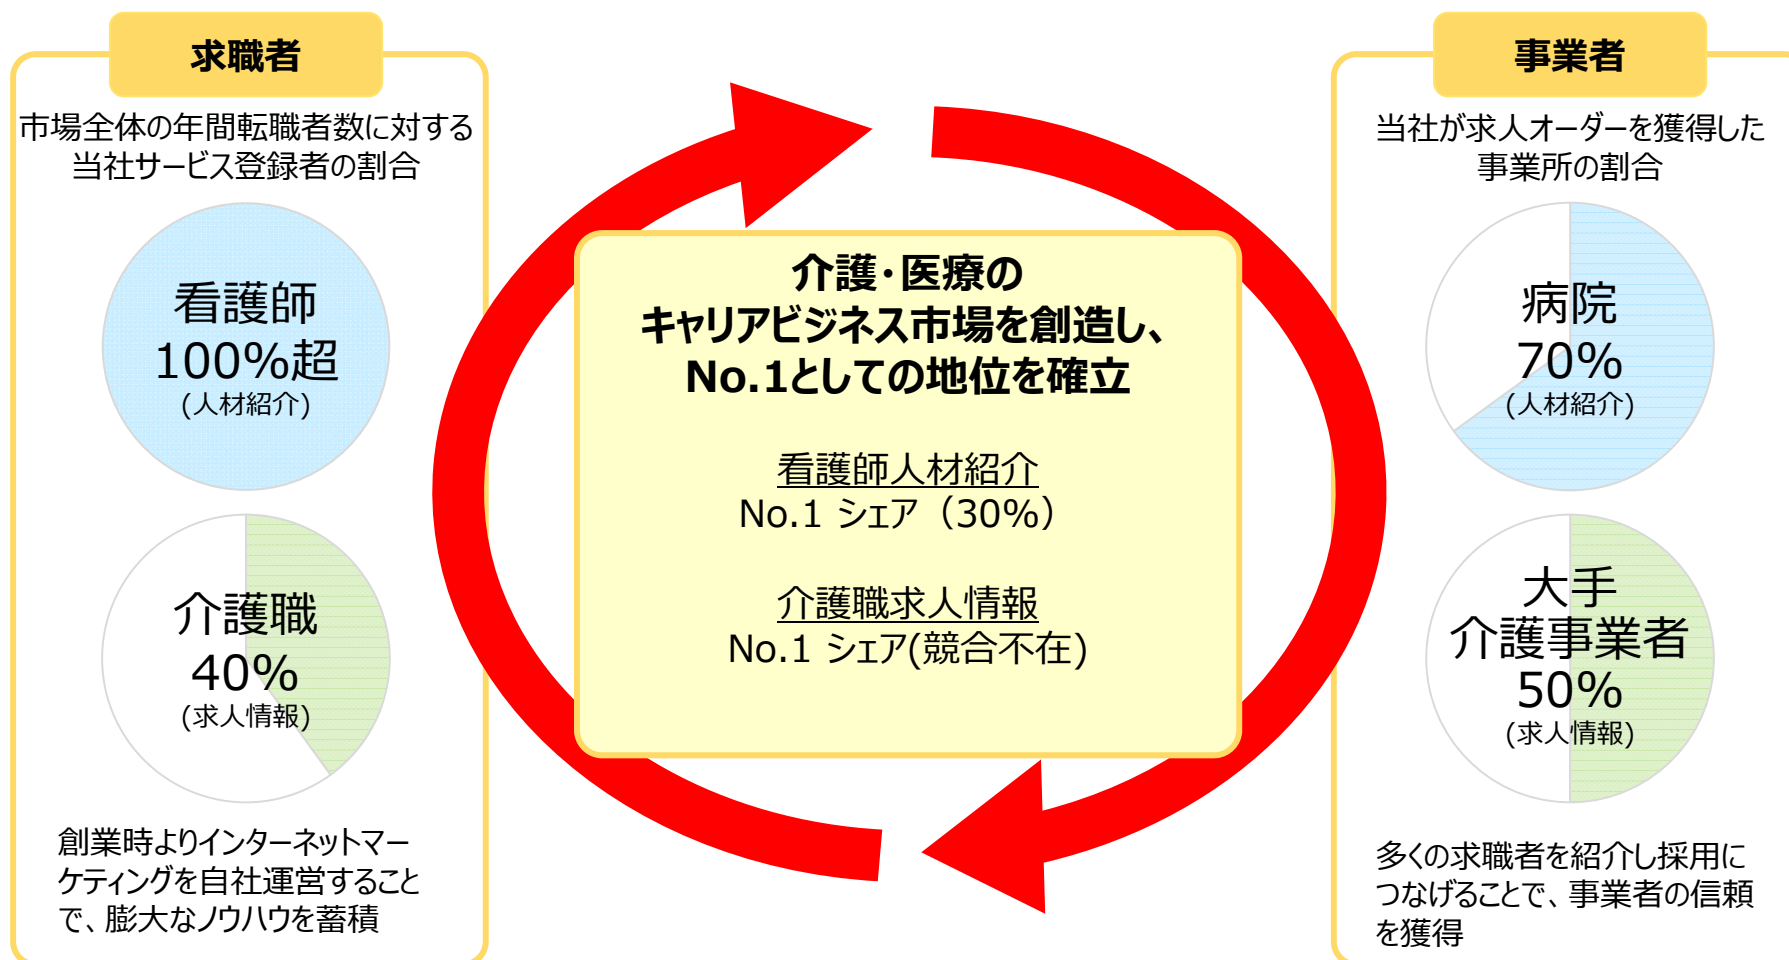 求職者
市場全体の年間転職者数に対する
当社サービス登録者の割合
看護師
100%超
(人材紹介)
介護職
40%
(求人情報)
創業時よりインターネットマー
ケティングを自社運営すること
で、膨大なノウハウを蓄積
介護・医療の
キャリアビジネス市場を創造し、
No.1としての地位を確立
看護師人材紹介
No.1 シェア（30%）
介護職求人情報
No.1 シェア(競合不在)
事業者
当社が求人オーダーを獲得した
事業所の割合
病院
70%
(人材紹介)
大手
介護事業者
50%
(求人情報)
多くの求職者を紹介し採用に
つなげることで、事業者の信頼
を獲得